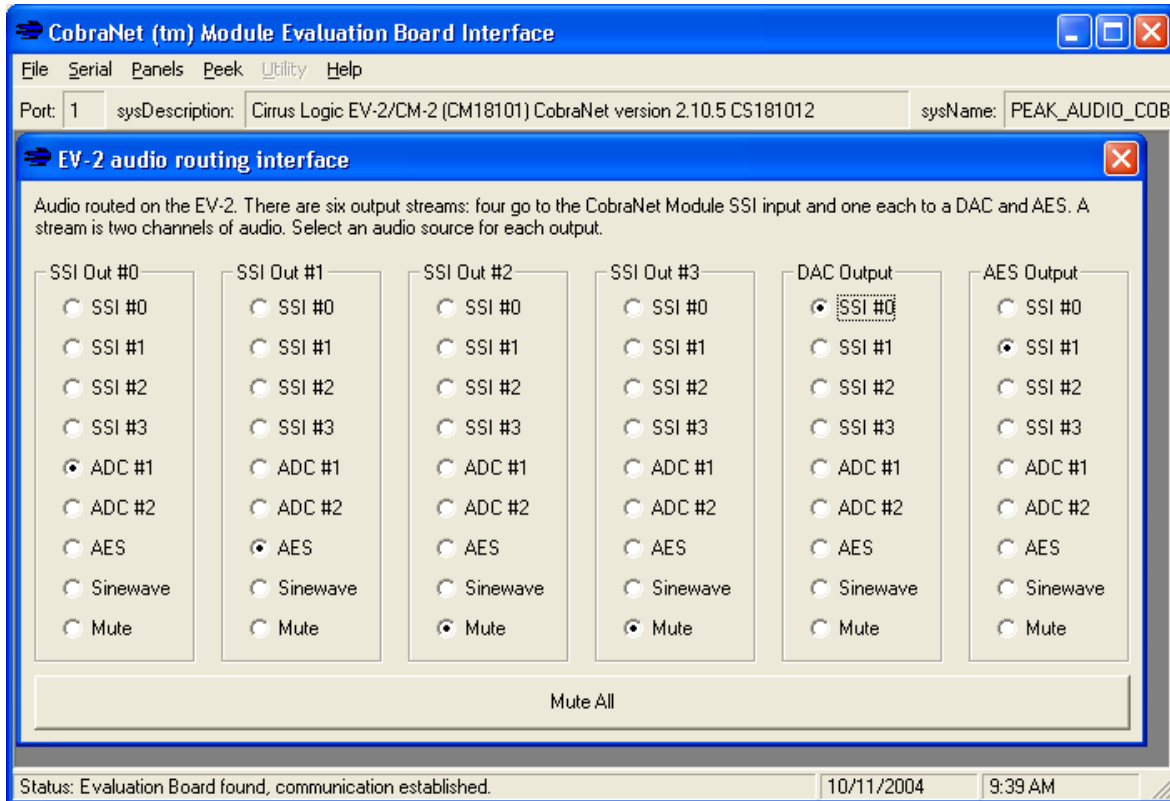 CobraNet (tm) Module Evaluation Board Interface
File Serial Panels Peek Utility Help
Port: 1 sysDescription: Cirrus Logic EV-2/CM-2 (CM18101) CobraNet version 2.10.5 CS181012 sysName: PEAK_AUDIO_COB
EV-2 audio routing interface
Audio routed on the EV-2. There are six output streams: four go to the CobraNet Module SSI input and one each to a DAC and AES. A
stream is two channels of audio. Select an audio source for each output.
SSI Out #0 SSI Out #1 SSI Out #2 SSI Out #3 DAC Output AES Output
SSI #0 SSI #0 SSI #0 SSI #0 SSI #0 SSI #0
SSI #1 SSI #1 SSI #1 SSI #1 SSI #1 SSI #1
SSI #2 SSI #2 SSI #2 SSI #2 SSI #2 SSI #2
SSI #3 SSI #3 SSI #3 SSI #3 SSI #3 SSI #3
ADC #1 ADC #1 ADC #1 ADC #1 ADC #1 ADC #1
ADC #2 ADC #2 ADC #2 ADC #2 ADC #2 ADC #2
AES AES AES AES AES AES
Sinewave Sinewave Sinewave Sinewave Sinewave Sinewave
Mute Mute Mute Mute Mute Mute
Mute All
Status: Evaluation Board found, communication established. 10/11/2004 9:39 AM